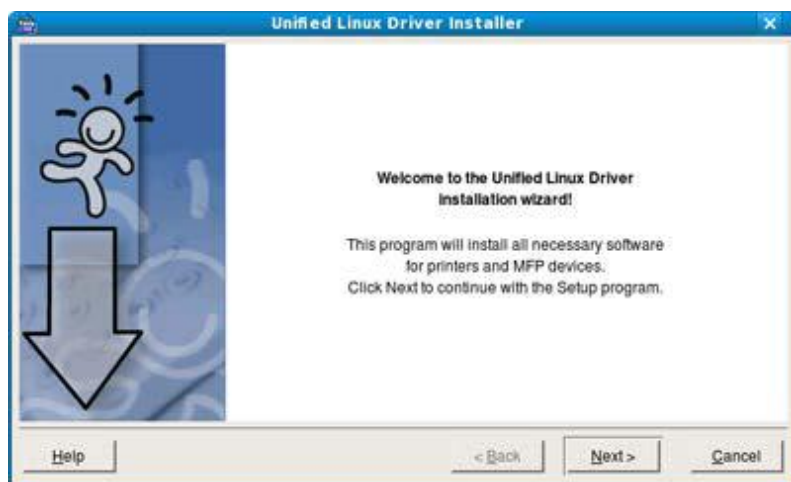 Unified Linux Driver Installer
Welcome to the Unified Linux Driver
Installation wizard!
This program will install all necessary software
for printers and MFP devices.
Click Next to continue with the Setup program.
Help
< Back
Next >
Cancel